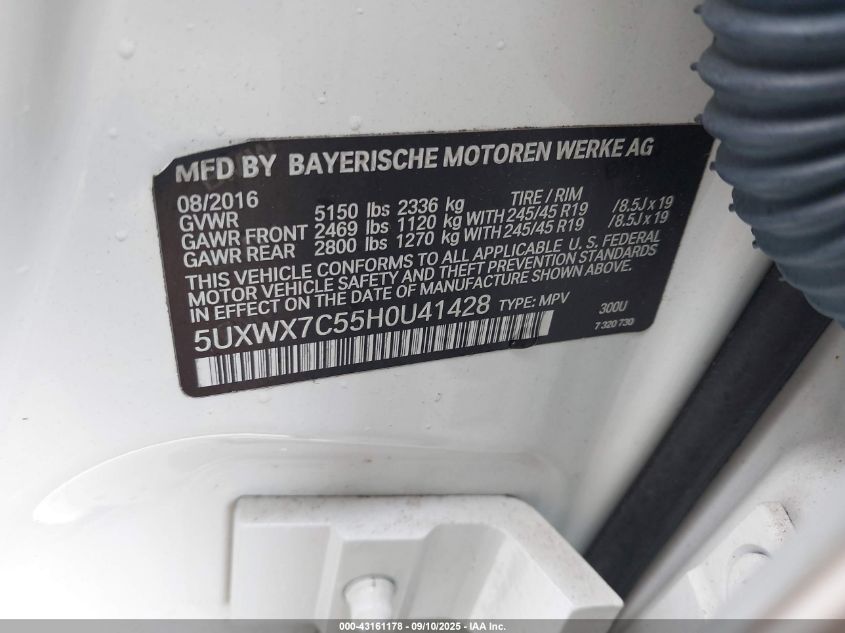 MFD BY BAYERISCHE MOTOREN WERKE AG
08/2016 TIRE / RIM
GVWR 5150 lbs 2336 kg
GAWR FRONT 2469 lbs 1120 kg WITH 245/45 R19 /8.5J x 19
GAWR REAR 2800 lbs 1270 kg WITH 245/45 R19 /8.5J x 19
THIS VEHICLE CONFORMS TO ALL APPLICABLE U. S. FEDERAL
MOTOR VEHICLE SAFETY AND THEFT PREVENTION STANDARDS
IN EFFECT ON THE DATE OF MANUFACTURE SHOWN ABOVE.
5UXWX7C55H0U41428 TYPE: MPV 300U
7 320 730
000-43161178 - 09/10/2025 - IAA Inc.